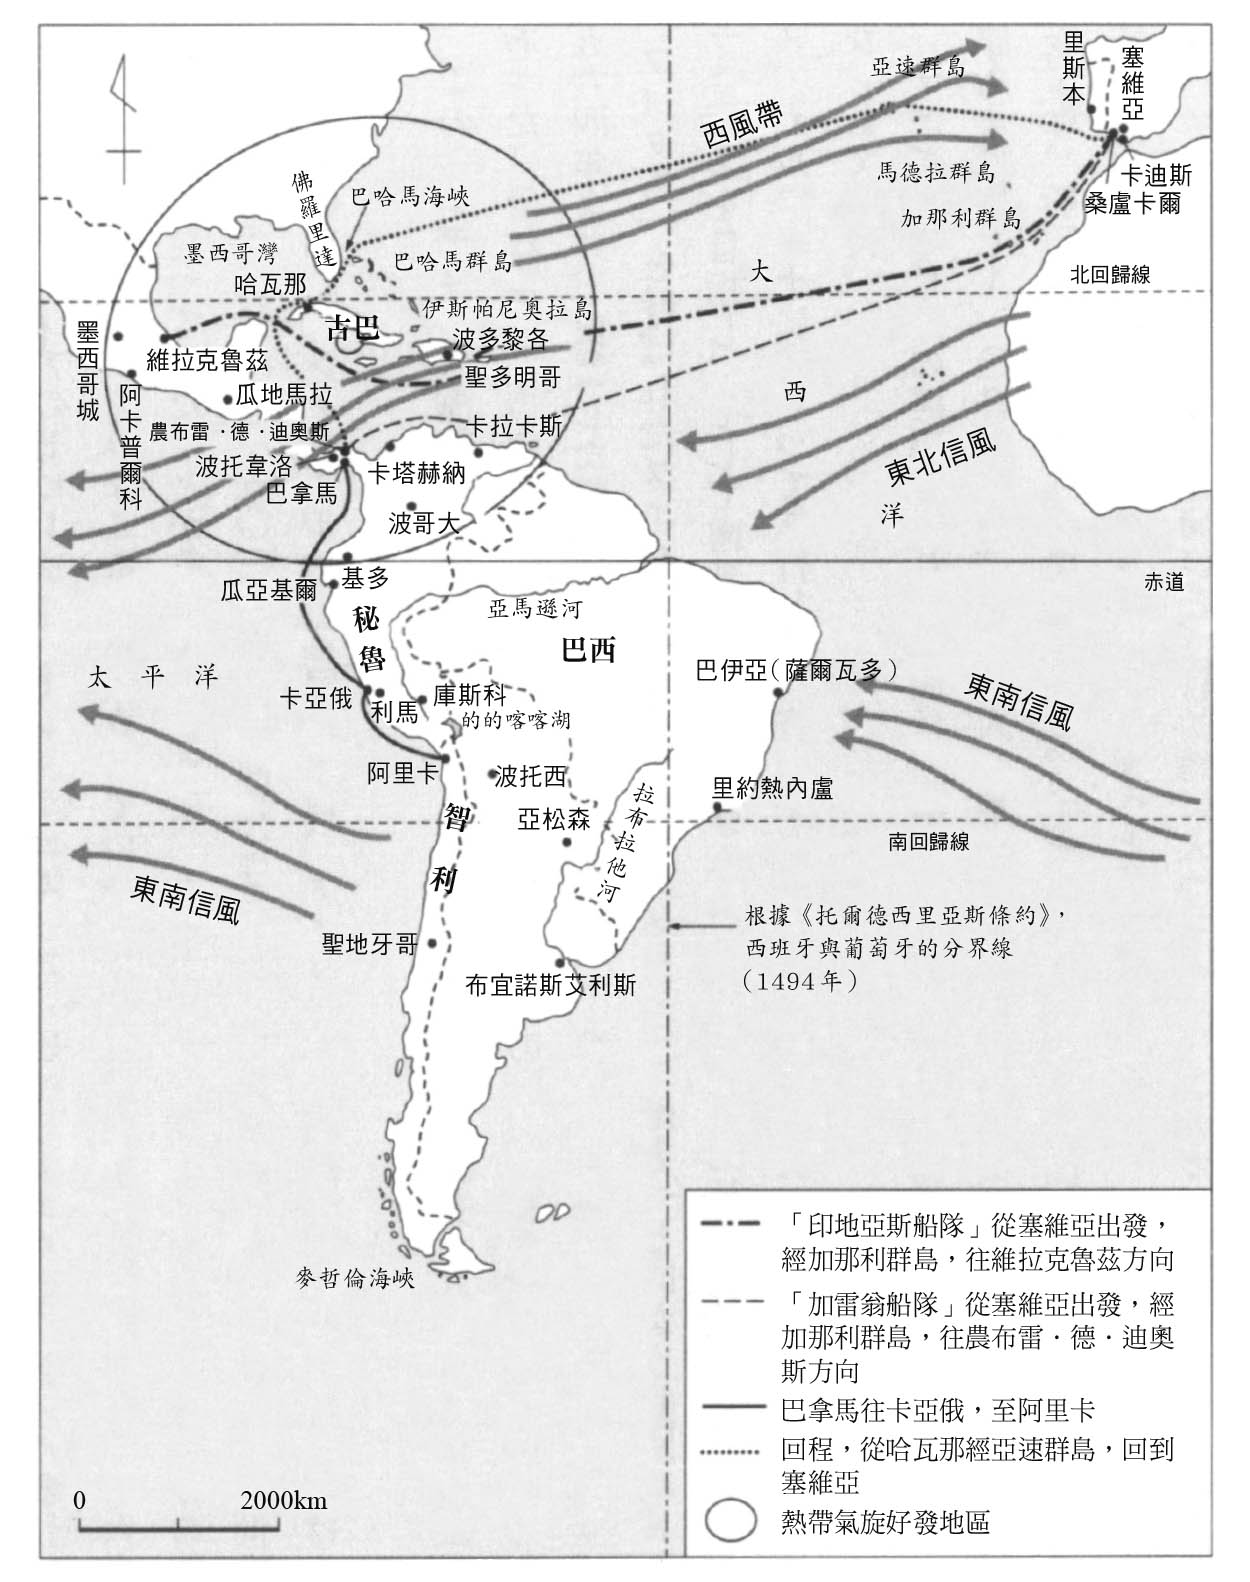 里斯本
塞維亞
亞速群島
西風帶
卡迪斯
桑盧卡爾
馬德拉群島
加那利群島
佛羅里達
巴哈馬海峽
巴哈馬群島
墨西哥灣
哈瓦那
大
北回歸線
伊斯帕尼奧拉島
古巴
波多黎各
墨西哥城
維拉克魯茲
聖多明哥
阿卡普爾科
瓜地馬拉
西
卡拉卡斯
農布雷・德・迪奧斯
波托韋洛
卡塔赫納
東北信風
巴拿馬
波哥大
洋
瓜亞基爾
基多
赤道
秘魯
亞馬遜河
巴西
太平洋
巴伊亞（薩爾瓦多）
東南信風
卡亞俄
利馬
庫斯科
的的喀喀湖
阿里卡
波托西
里約熱內盧
智利
亞松森
拉布拉他河
南回歸線
東南信風
聖地牙哥
根據《托爾德西里亞斯條約》，
西班牙與葡萄牙的分界線
（1494年）
布宜諾斯艾利斯
麥哲倫海峽
「印地亞斯船隊」從塞維亞出發，
經加那利群島，往維拉克魯茲方向
「加雷翁船隊」從塞維亞出發，經
加那利群島，往農布雷・德・迪奧
斯方向
巴拿馬往卡亞俄，至阿里卡
回程，從哈瓦那經亞速群島，回到
塞維亞
熱帶氣旋好發地區
0 2000km